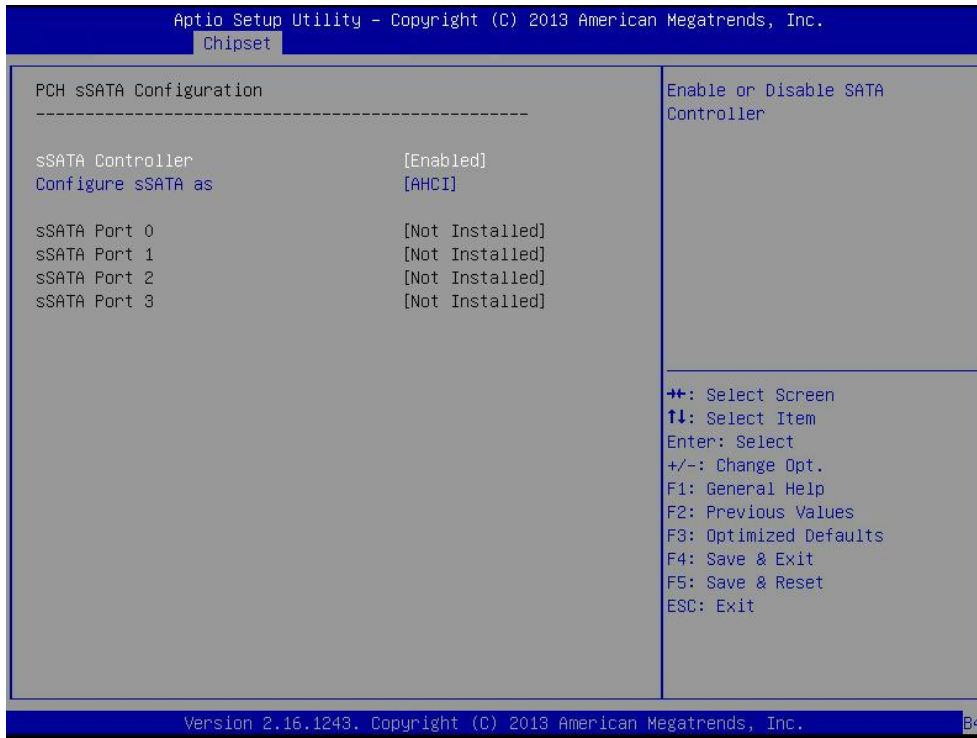 Aptio Setup Utility – Copyright (C) 2013 American Megatrends, Inc.
Chipset
PCH sSATA Configuration
--------------------------------------------------
sSATA Controller [Enabled]
Configure sSATA as [AHCI]
sSATA Port 0 [Not Installed]
sSATA Port 1 [Not Installed]
sSATA Port 2 [Not Installed]
sSATA Port 3 [Not Installed]
Enable or Disable SATA
Controller
→←: Select Screen
↑↓: Select Item
Enter: Select
+/-: Change Opt.
F1: General Help
F2: Previous Values
F3: Optimized Defaults
F4: Save & Exit
F5: Save & Reset
ESC: Exit
Version 2.16.1243. Copyright (C) 2013 American Megatrends, Inc.